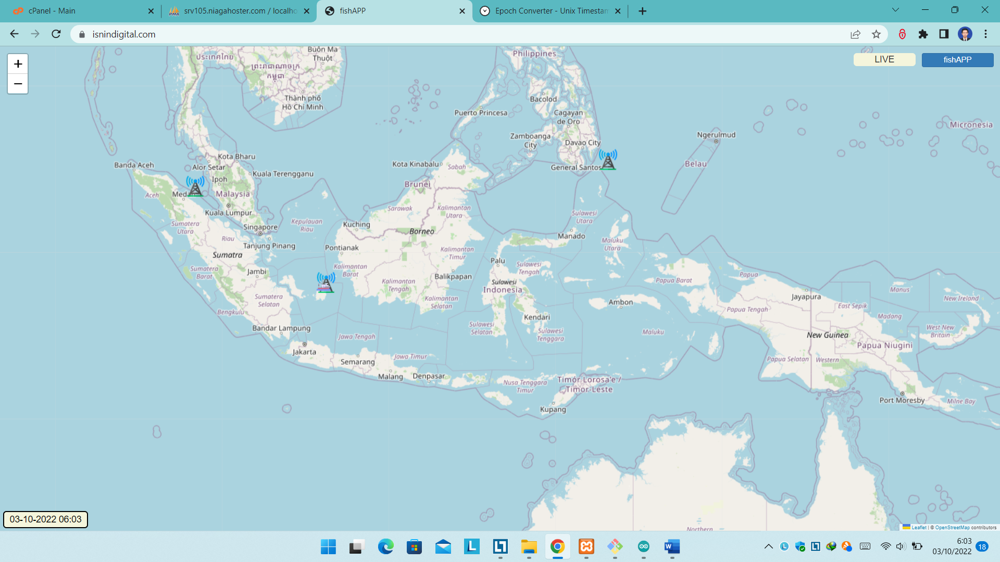 cPanel - Main
srv105.niagahoster.com / localho
fishAPP
Epoch Converter - Unix Timestam
isnindigital.com
+
−
LIVE
fishAPP
Buôn Ma
Thuột
ประเทศไทย
ព្រះរាជាណាចក្រ
កម្ពុជា
Philippines
Thành phố
Hồ Chí Minh
Bacolod
Puerto Princesa
Cagayan
de Oro
Micronesia
Zamboanga
City
Davao City
Ngerulmud
Kota Bharu
Banda Aceh
Alor Setar
Kota Kinabalu
Sabah
General Santos
Belau
Kuala Terengganu
Ipoh
Brunei
Aceh
Meda
Malaysia
Kuala Lumpur
Sarawak
Kalimantan
Utara
Sulawesi
Utara
Kepulauan
Riau
Sumatera
Utara
Singapore
Kuching
Borneo
Manado
Riau
Tanjung Pinang
Pontianak
Maluku
Utara
Sumatra
Kalimantan
Timur
Palu
Sumatera
Barat
Jambi
Kalimantan
Barat
Sulawesi
Tengah
Balikpapan
Kalimantan
Tengah
Sulawesi
Indonesia
Papua Barat
Papua
Manus
Sumatera
Selatan
Kalimantan
Selatan
Ambon
Jayapura
New Ireland
Bengkulu
Papua Tengah
East Sepik
Kendari
Madang
Bandar Lampung
Sulawesi
Selatan
Sulawesi
Tenggara
Maluku
West New
Britain
Jawa Tengah
New Guinea
Papua Niugini
Jakarta
Semarang
Jawa Timur
Papua Selatan
Western
Malang
Denpasar
Nusa Tenggara
Timur
Timór Lorosa'e /
Timor-Leste
Port Moresby
Milne Bay
Kupang
Northern
03-10-2022 06:03
Leaflet | © OpenStreetMap contributors
6:03
03/10/2022
18